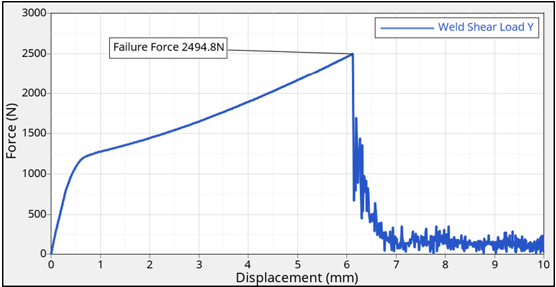 3000
Weld Shear Load Y
2500
Failure Force 2494.8N
2000
1500
1000
500
0
Force (N)
0 1 2 3 4 5 6 7 8 9 10
Displacement (mm)